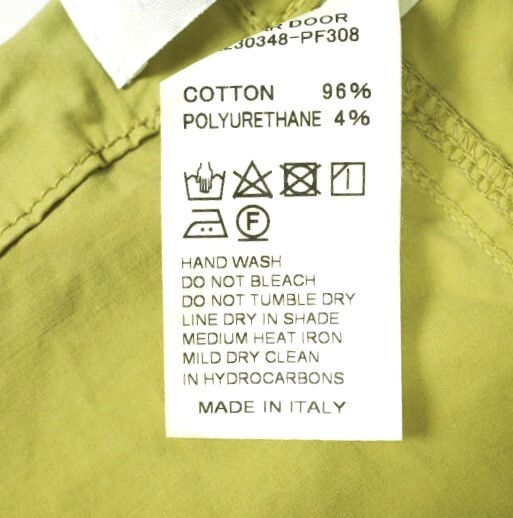 DOOR
230348-PF308
COTTON 96%
POLYURETHANE 4%
F
HAND WASH
DO NOT BLEACH
DO NOT TUMBLE DRY
LINE DRY IN SHADE
MEDIUM HEAT IRON
MILD DRY CLEAN
IN HYDROCARBONS
MADE IN ITALY